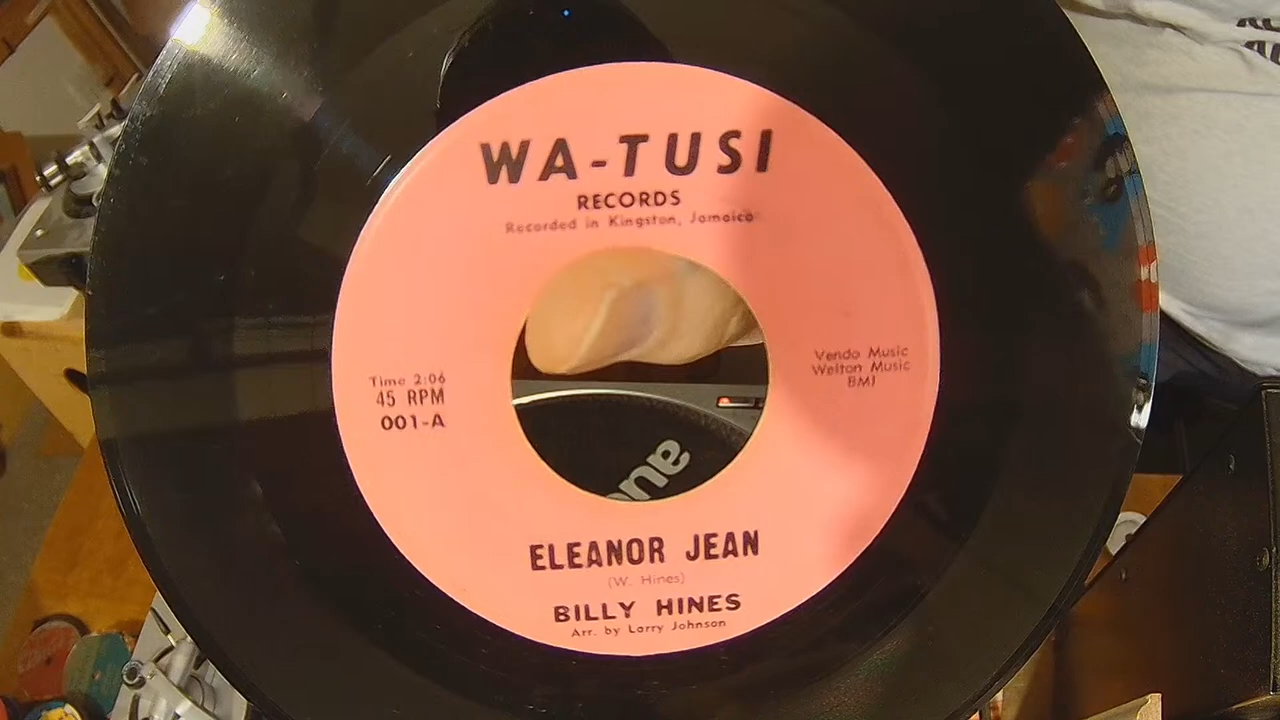 WA-TUSI
RECORDS
Recorded in Kingston, Jamaica
Time 2:06
45 RPM
001-A
Vendo Music
Welton Music
BMI
ELEANOR JEAN
(W. Hines)
BILLY HINES
Arr. by Larry Johnson